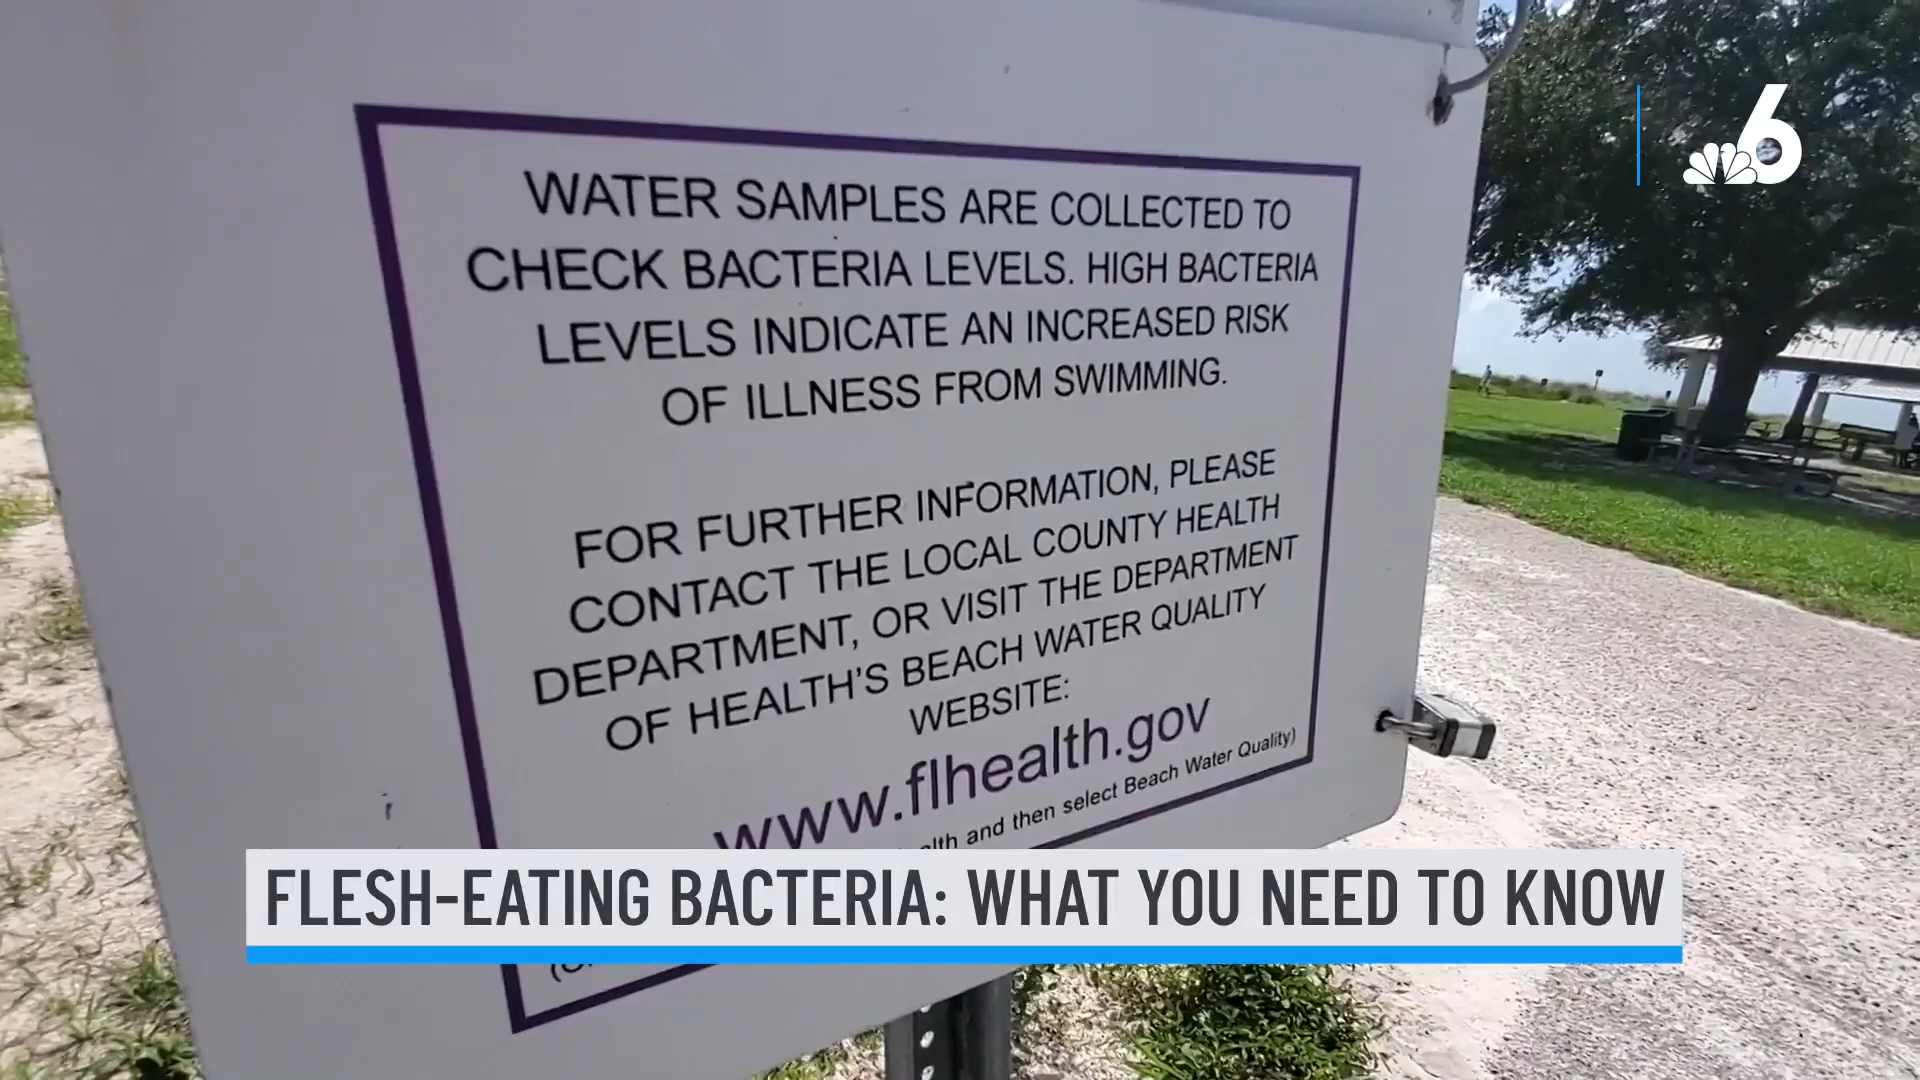 6
WATER SAMPLES ARE COLLECTED TO
CHECK BACTERIA LEVELS. HIGH BACTERIA
LEVELS INDICATE AN INCREASED RISK
OF ILLNESS FROM SWIMMING.
FOR FURTHER INFORMATION, PLEASE
CONTACT THE LOCAL COUNTY HEALTH
DEPARTMENT, OR VISIT THE DEPARTMENT
OF HEALTH'S BEACH WATER QUALITY
WEBSITE:
www.flhealth.gov
and then select Beach Water Quality)
FLESH-EATING BACTERIA: WHAT YOU NEED TO KNOW